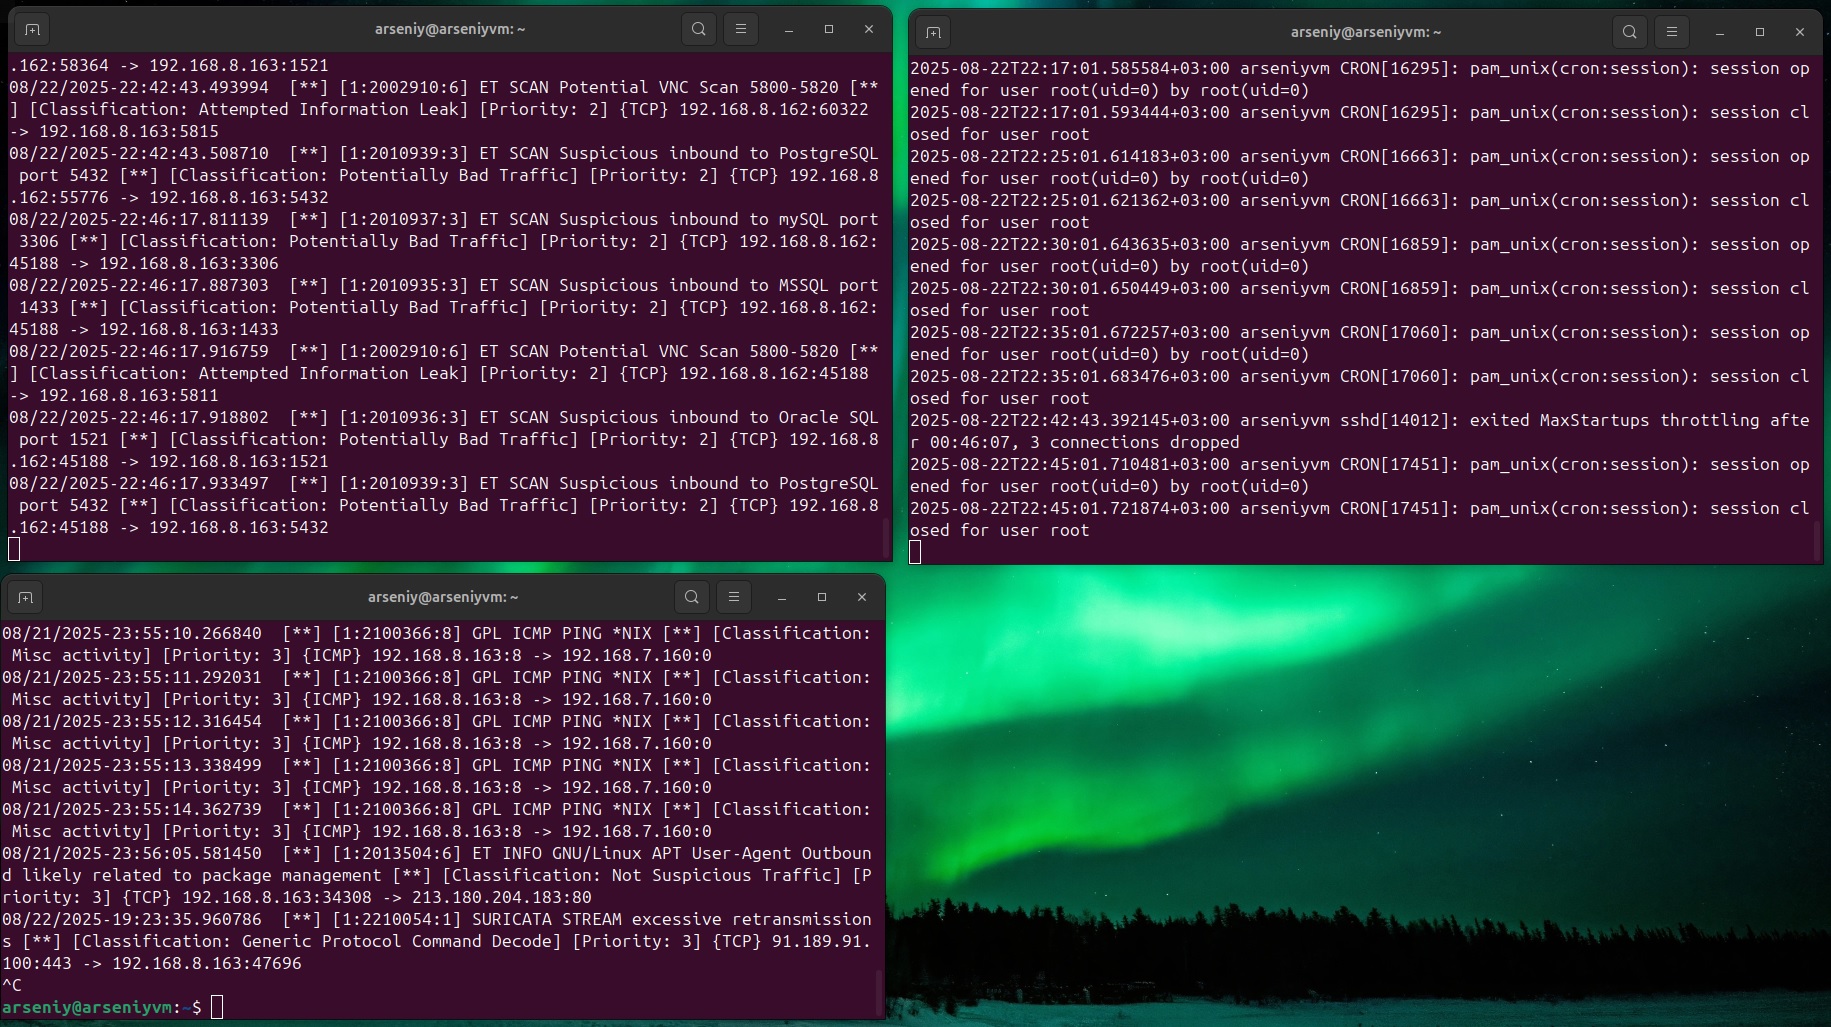 arseniy@arseniyvm: ~
.162:58364 -> 192.168.8.163:1521
08/22/2025-22:42:43.493994  [**] [1:2002910:6] ET SCAN Potential VNC Scan 5800-5820 [**
] [Classification: Attempted Information Leak] [Priority: 2] {TCP} 192.168.8.162:60322
-> 192.168.8.163:5815
08/22/2025-22:42:43.508710  [**] [1:2010939:3] ET SCAN Suspicious inbound to PostgreSQL
 port 5432 [**] [Classification: Potentially Bad Traffic] [Priority: 2] {TCP} 192.168.8
.162:55776 -> 192.168.8.163:5432
08/22/2025-22:46:17.811139  [**] [1:2010937:3] ET SCAN Suspicious inbound to mySQL port
 3306 [**] [Classification: Potentially Bad Traffic] [Priority: 2] {TCP} 192.168.8.162:
45188 -> 192.168.8.163:3306
08/22/2025-22:46:17.887303  [**] [1:2010935:3] ET SCAN Suspicious inbound to MSSQL port
 1433 [**] [Classification: Potentially Bad Traffic] [Priority: 2] {TCP} 192.168.8.162:
45188 -> 192.168.8.163:1433
08/22/2025-22:46:17.916759  [**] [1:2002910:6] ET SCAN Potential VNC Scan 5800-5820 [**
] [Classification: Attempted Information Leak] [Priority: 2] {TCP} 192.168.8.162:45188
-> 192.168.8.163:5811
08/22/2025-22:46:17.918802  [**] [1:2010936:3] ET SCAN Suspicious inbound to Oracle SQL
 port 1521 [**] [Classification: Potentially Bad Traffic] [Priority: 2] {TCP} 192.168.8
.162:45188 -> 192.168.8.163:1521
08/22/2025-22:46:17.933497  [**] [1:2010939:3] ET SCAN Suspicious inbound to PostgreSQL
 port 5432 [**] [Classification: Potentially Bad Traffic] [Priority: 2] {TCP} 192.168.8
.162:45188 -> 192.168.8.163:5432
arseniy@arseniyvm: ~
2025-08-22T22:17:01.585584+03:00 arseniyvm CRON[16295]: pam_unix(cron:session): session op
ened for user root(uid=0) by root(uid=0)
2025-08-22T22:17:01.593444+03:00 arseniyvm CRON[16295]: pam_unix(cron:session): session cl
osed for user root
2025-08-22T22:25:01.614183+03:00 arseniyvm CRON[16663]: pam_unix(cron:session): session op
ened for user root(uid=0) by root(uid=0)
2025-08-22T22:25:01.621362+03:00 arseniyvm CRON[16663]: pam_unix(cron:session): session cl
osed for user root
2025-08-22T22:30:01.643635+03:00 arseniyvm CRON[16859]: pam_unix(cron:session): session op
ened for user root(uid=0) by root(uid=0)
2025-08-22T22:30:01.650449+03:00 arseniyvm CRON[16859]: pam_unix(cron:session): session cl
osed for user root
2025-08-22T22:35:01.672257+03:00 arseniyvm CRON[17060]: pam_unix(cron:session): session op
ened for user root(uid=0) by root(uid=0)
2025-08-22T22:35:01.683476+03:00 arseniyvm CRON[17060]: pam_unix(cron:session): session cl
osed for user root
2025-08-22T22:42:43.392145+03:00 arseniyvm sshd[14012]: exited MaxStartups throttling afte
r 00:46:07, 3 connections dropped
2025-08-22T22:45:01.710481+03:00 arseniyvm CRON[17451]: pam_unix(cron:session): session op
ened for user root(uid=0) by root(uid=0)
2025-08-22T22:45:01.721874+03:00 arseniyvm CRON[17451]: pam_unix(cron:session): session cl
osed for user root
arseniy@arseniyvm: ~
08/21/2025-23:55:10.266840  [**] [1:2100366:8] GPL ICMP PING *NIX [**] [Classification:
 Misc activity] [Priority: 3] {ICMP} 192.168.8.163:8 -> 192.168.7.160:0
08/21/2025-23:55:11.292031  [**] [1:2100366:8] GPL ICMP PING *NIX [**] [Classification:
 Misc activity] [Priority: 3] {ICMP} 192.168.8.163:8 -> 192.168.7.160:0
08/21/2025-23:55:12.316454  [**] [1:2100366:8] GPL ICMP PING *NIX [**] [Classification:
 Misc activity] [Priority: 3] {ICMP} 192.168.8.163:8 -> 192.168.7.160:0
08/21/2025-23:55:13.338499  [**] [1:2100366:8] GPL ICMP PING *NIX [**] [Classification:
 Misc activity] [Priority: 3] {ICMP} 192.168.8.163:8 -> 192.168.7.160:0
08/21/2025-23:55:14.362739  [**] [1:2100366:8] GPL ICMP PING *NIX [**] [Classification:
 Misc activity] [Priority: 3] {ICMP} 192.168.8.163:8 -> 192.168.7.160:0
08/21/2025-23:56:05.581450  [**] [1:2013504:6] ET INFO GNU/Linux APT User-Agent Outboun
d likely related to package management [**] [Classification: Not Suspicious Traffic] [P
riority: 3] {TCP} 192.168.8.163:34308 -> 213.180.204.183:80
08/22/2025-19:23:35.960786  [**] [1:2210054:1] SURICATA STREAM excessive retransmission
s [**] [Classification: Generic Protocol Command Decode] [Priority: 3] {TCP} 91.189.91.
100:443 -> 192.168.8.163:47696
^C
arseniy@arseniyvm:~$